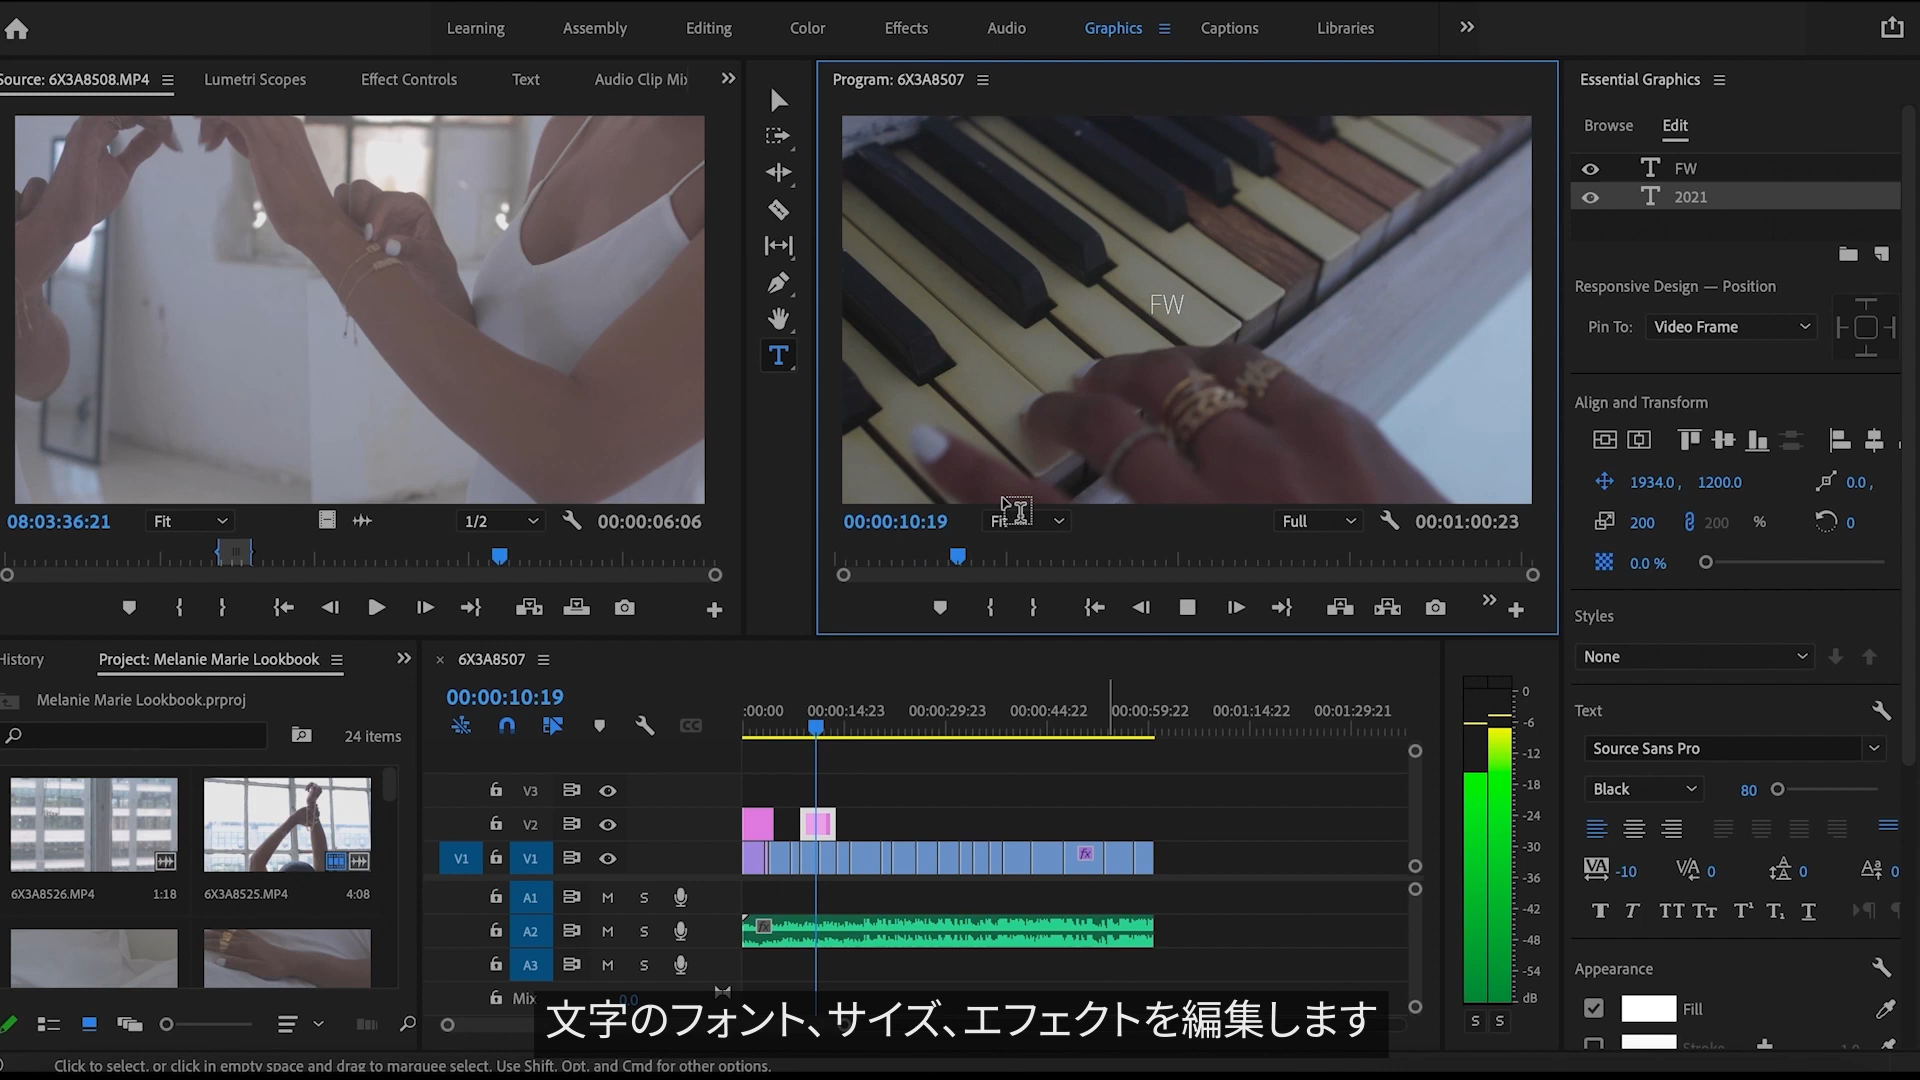 Learning Assembly Editing Color Effects Audio Graphics Captions Libraries
Source: 6X3A8508.MP4 Lumetri Scopes Effect Controls Text Audio Clip Mix
08:03:36:21 Fit 1/2 00:00:06:06
Program: 6X3A8507
FW
00:00:10:19 Fit Full 00:01:00:23
Essential Graphics
Browse Edit
FW
2021
Responsive Design — Position
Pin To: Video Frame
Align and Transform
1934.0 , 1200.0 0.0 ,
200 200 % 0
0.0 %
Styles
None
Text
Source Sans Pro
Black 80
-10 0 0 0
Appearance
Fill
Stroke 1.0
History Project: Melanie Marie Lookbook
Melanie Marie Lookbook.prproj
24 items
6X3A8526.MP4 1:18 6X3A8525.MP4 4:08
× 6X3A8507
00:00:10:19
:00:00 00:00:14:23 00:00:29:23 00:00:44:22 00:00:59:22 00:01:14:22 00:01:29:21
V3
V2
V1 V1 fx
A1 M S
A2 M S fx
A3 M S
Mix 0.0
0
-6
-12
-18
-24
-30
-36
-42
-48
-54
dB
S S
文字のフォント、サイズ、エフェクトを編集します
Click to select, or click in empty space and drag to marquee select. Use Shift, Opt, and Cmd for other options.